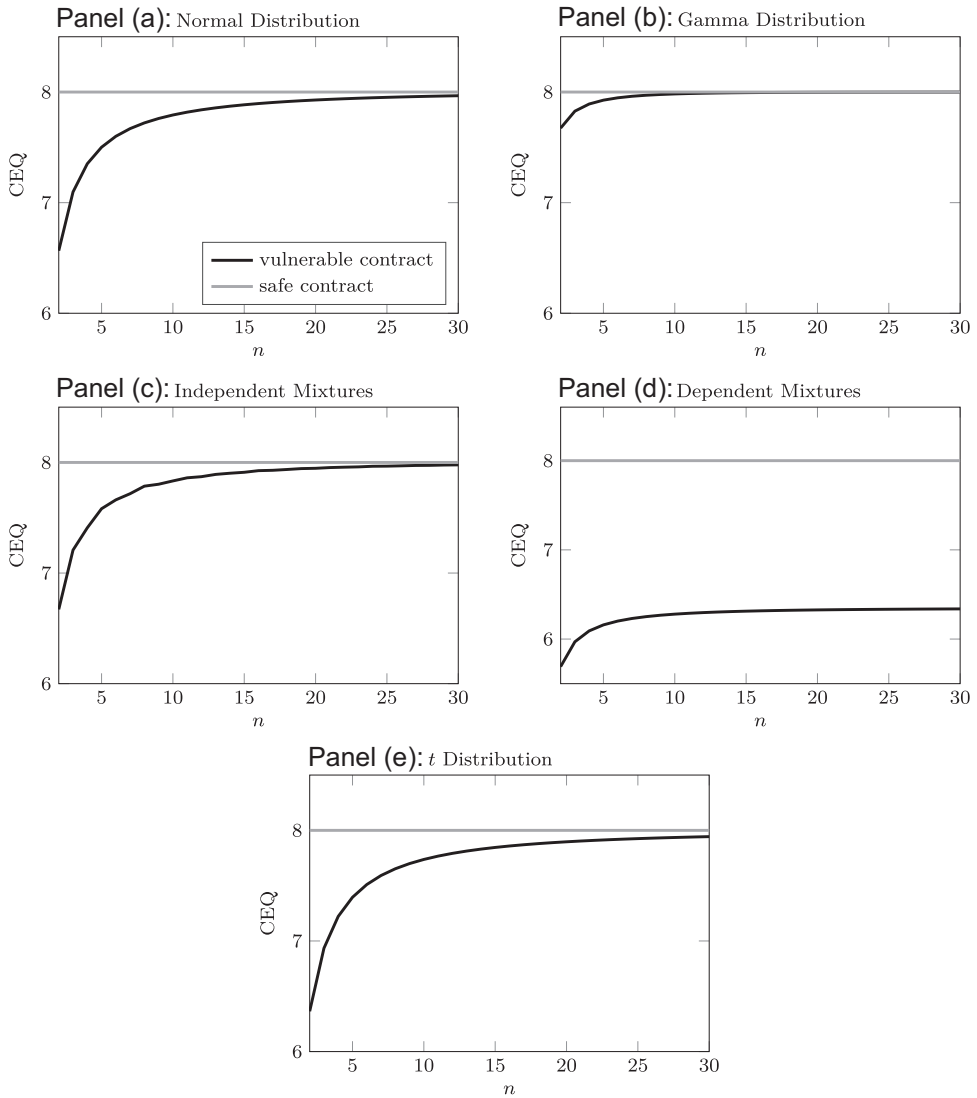 Panel (a): Normal Distribution
8
7
6
CEQ
vulnerable contract
safe contract
5 10 15 20 25 30
n
Panel (b): Gamma Distribution
8
7
6
CEQ
5 10 15 20 25 30
n
Panel (c): Independent Mixtures
8
7
6
CEQ
5 10 15 20 25 30
n
Panel (d): Dependent Mixtures
8
7
6
CEQ
5 10 15 20 25 30
n
Panel (e): t Distribution
8
7
6
CEQ
5 10 15 20 25 30
n